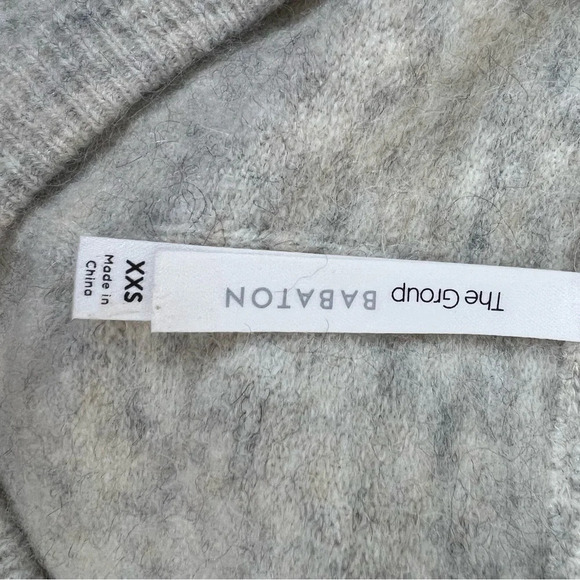 The Group BABATON
XXS
Made in
China